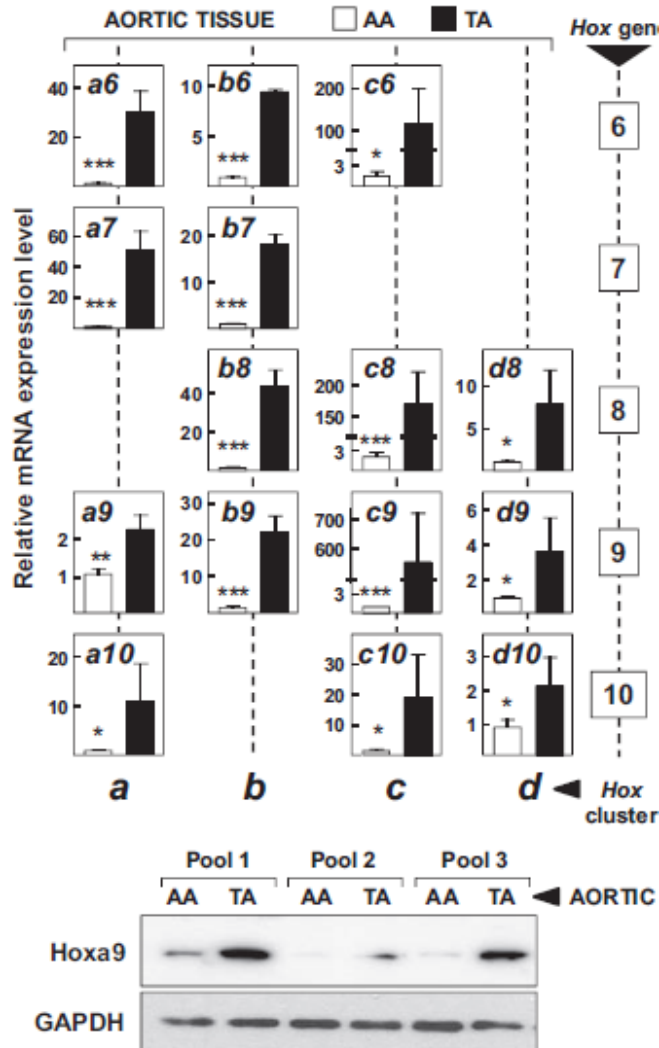 AORTIC TISSUE AA TA Hox gene
Relative mRNA expression level
a6 40 20 ***
b6 10 5 ***
c6 200 100 3 *
6
a7 60 40 20 ***
b7 20 10 ***
7
b8 40 20 ***
c8 200 150 3 ***
d8 10 5 *
8
a9 2 1 **
b9 30 20 10 ***
c9 700 600 3 ***
d9 6 4 2 *
9
a10 20 10 *
c10 30 20 10 *
d10 3 2 1 *
10
a b c d Hox
cluster
Pool 1 Pool 2 Pool 3
AA TA AA TA AA TA AORTIC
Hoxa9
GAPDH